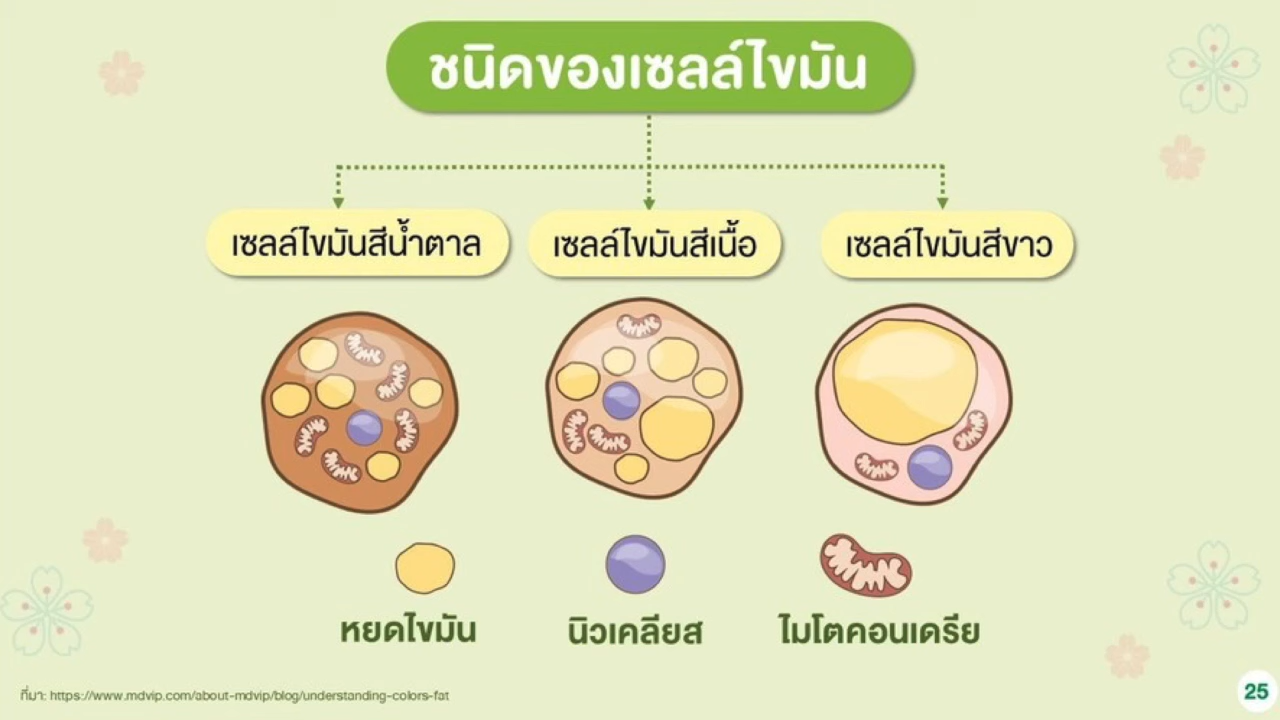 ชนิดของเซลล์ไขมัน
เซลล์ไขมันสีน้ำตาล
เซลล์ไขมันสีเนื้อ
เซลล์ไขมันสีขาว
หยดไขมัน
นิวเคลียส
ไมโตคอนเดรีย
ที่มา: https://www.mdvip.com/about-mdvip/blog/understanding-colors-fat
25